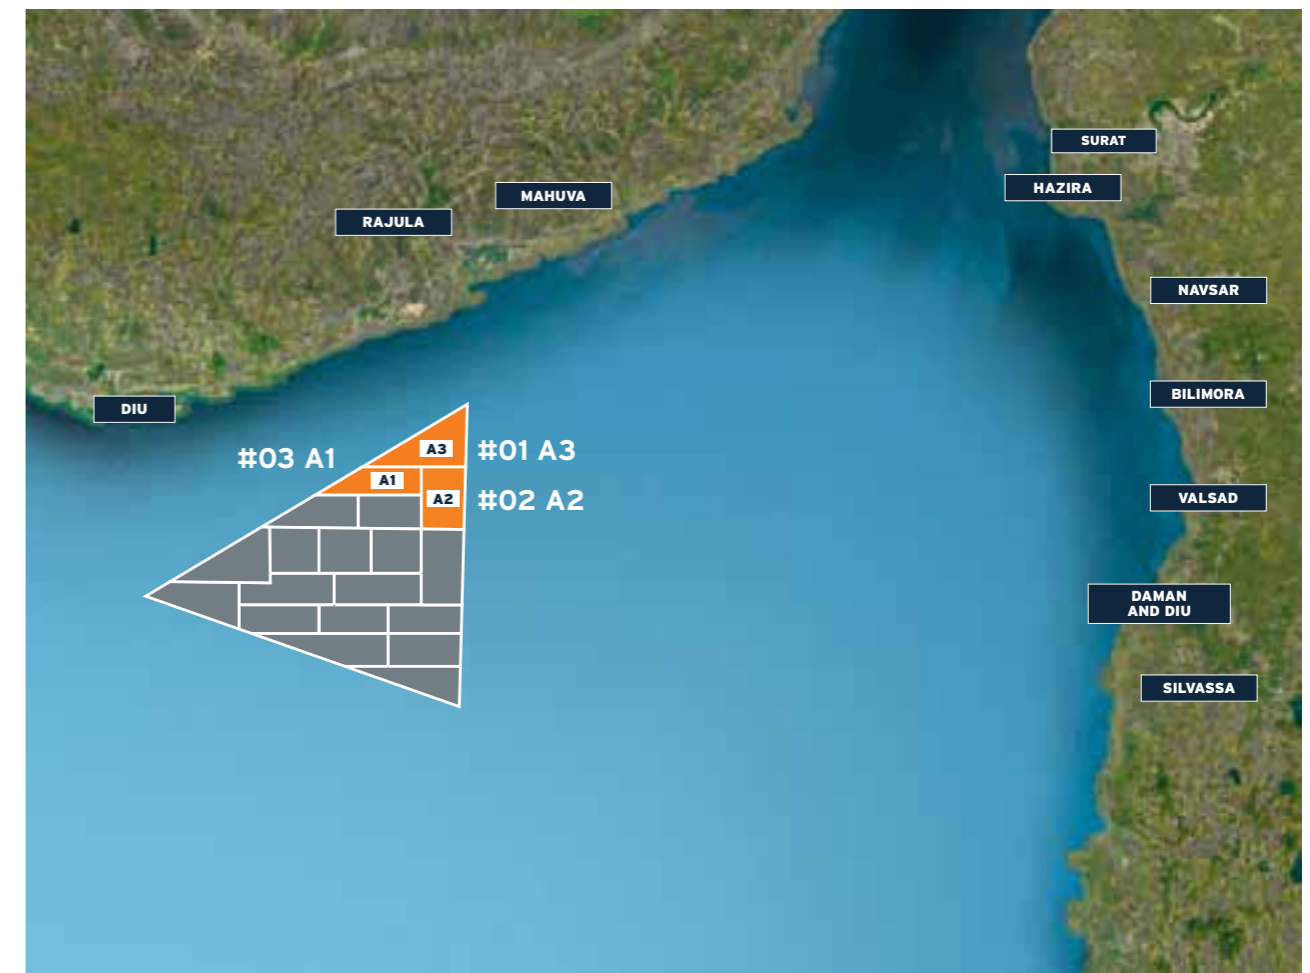 SURAT
HAZIRA
MAHUVA
RAJULA
NAVSAR
BILIMORA
DIU
#03 A1
A3
#01 A3
A1
A2
#02 A2
VALSAD
DAMAN
AND DIU
SILVASSA